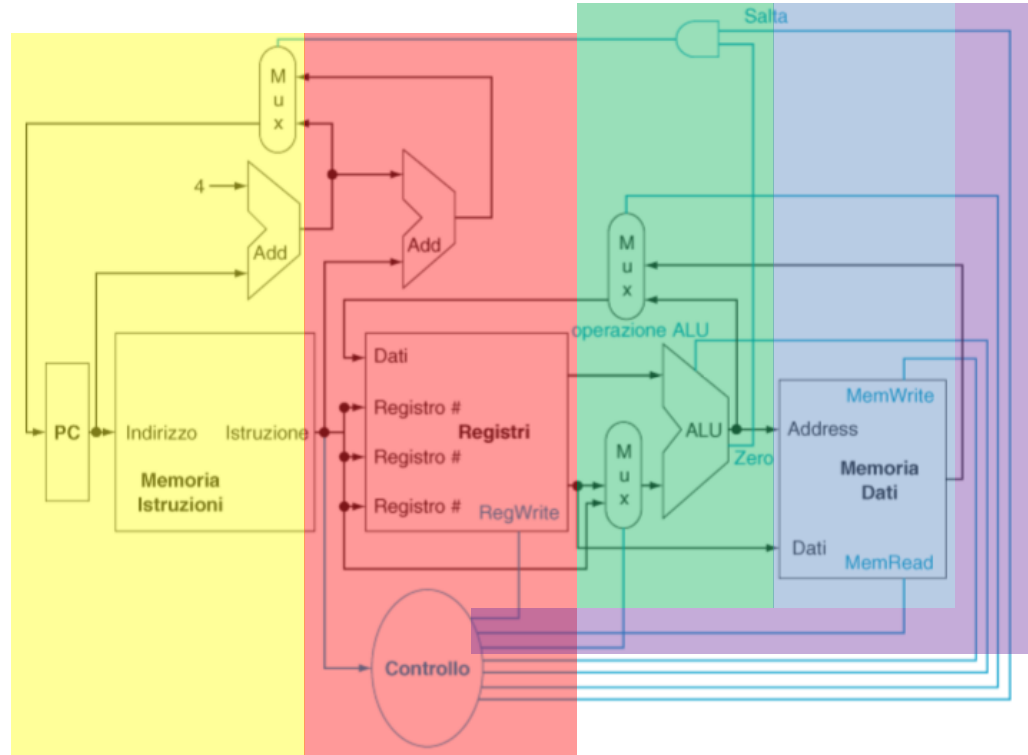 Salta
M
u
x
4
Add
Add
M
u
x
operazione ALU
Dati
MemWrite
PC
Indirizzo
Istruzione
Registro #
Registri
Registro #
Registro #
RegWrite
M
u
x
ALU
Zero
Address
Memoria
Istruzioni
Memoria
Dati
Dati
MemRead
Controllo